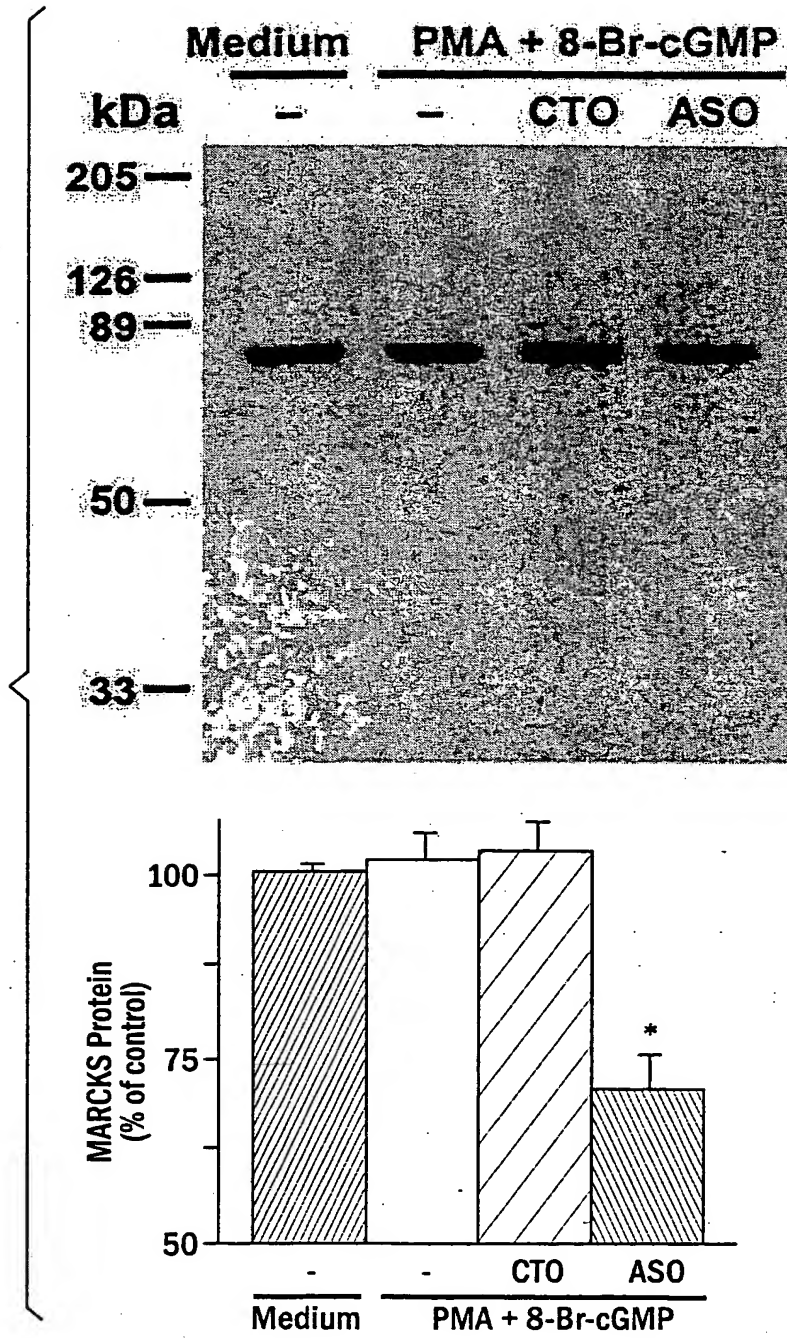 Medium PMA + 8-Br-cGMP
kDa - - CTO ASO
205
126
89
50
33
100
75
50
MARCKS Protein
(% of control)
*
- - CTO ASO
Medium PMA + 8-Br-cGMP